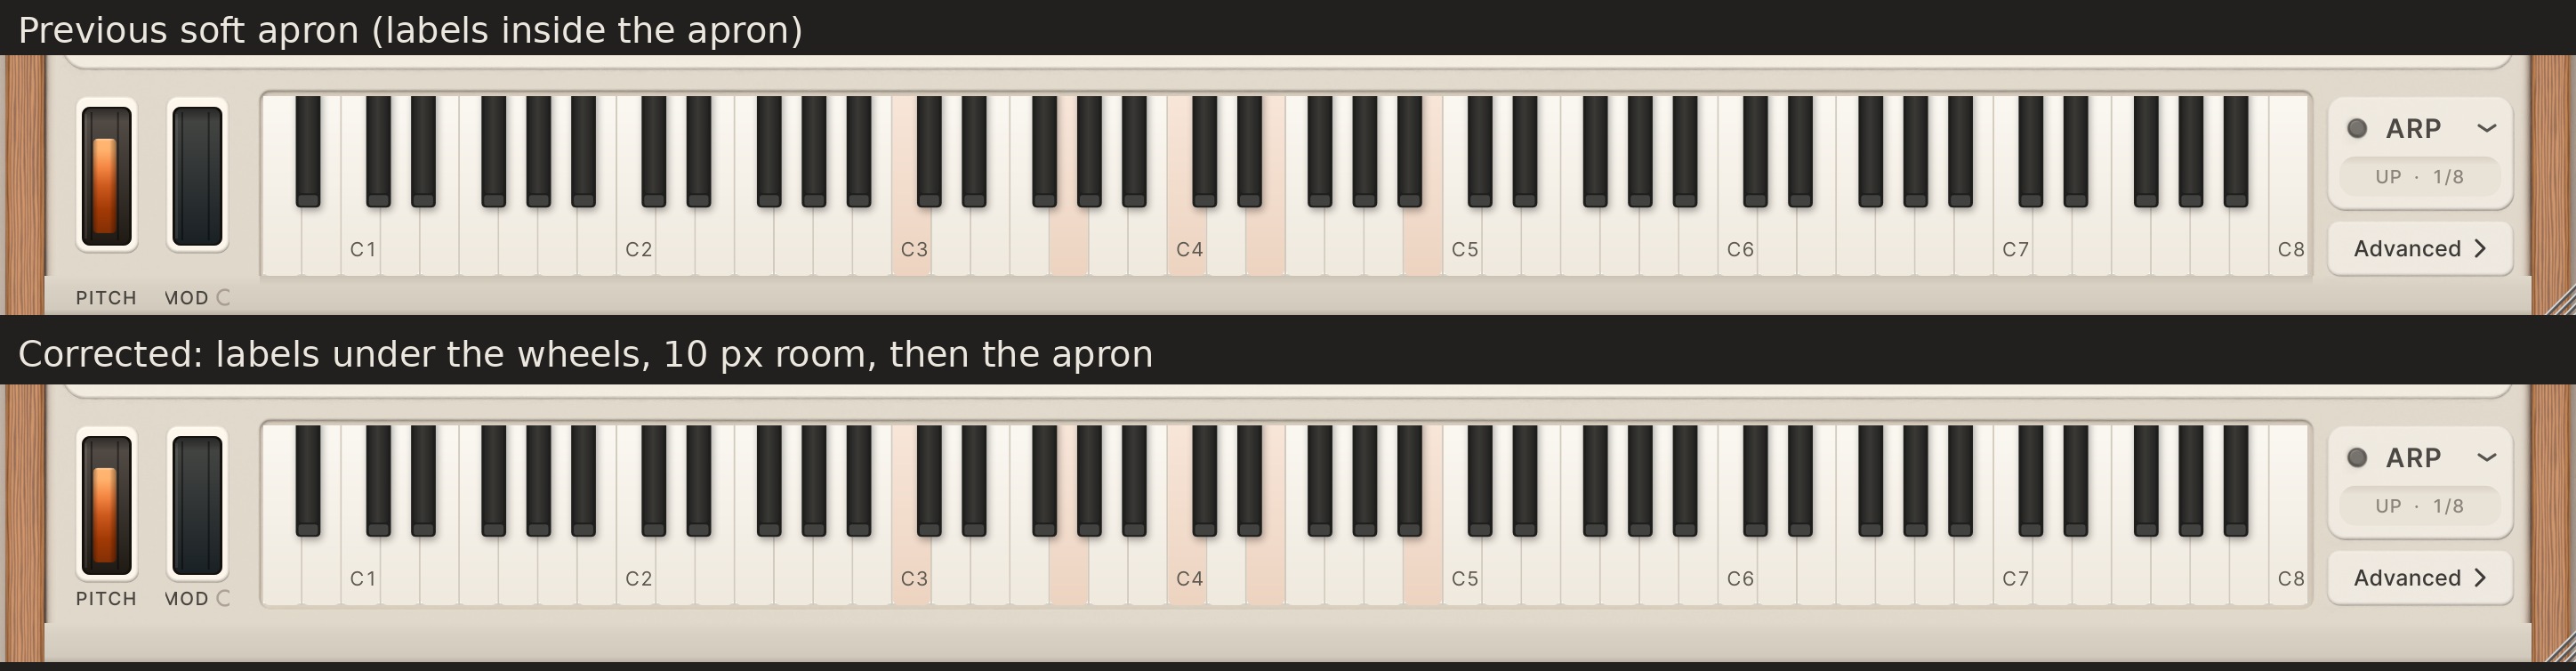 Previous soft apron (labels inside the apron)
ARP
UP · 1/8
C1 C2 C3 C4 C5 C6 C7 C8
Advanced
PITCH MOD
Corrected: labels under the wheels, 10 px room, then the apron
ARP
UP · 1/8
C1 C2 C3 C4 C5 C6 C7 C8
Advanced
PITCH MOD